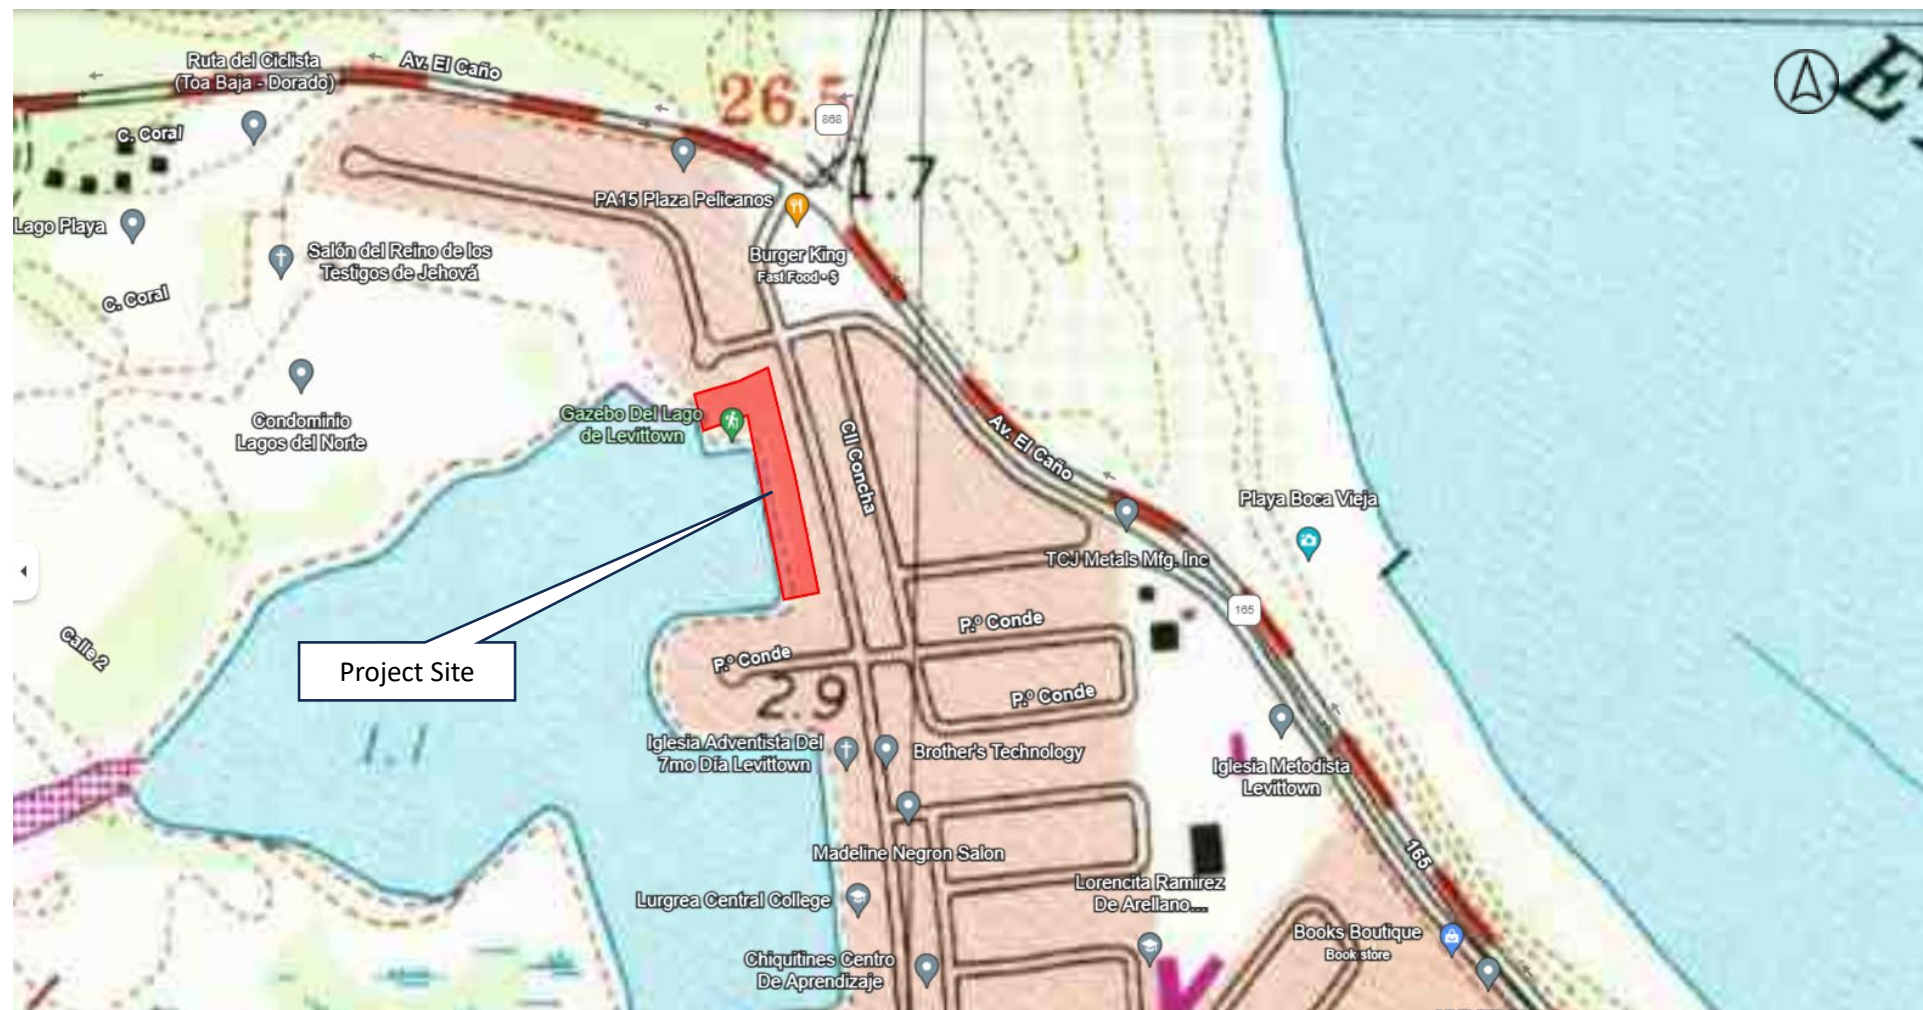 Ruta del Ciclista
(Toa Baja - Dorado)
Av. El Caño
26.5
868
C. Coral
1.7
PA15 Plaza Pelicanos
Lago Playa
Salón del Reino de los
Testigos de Jehová
Burger King
Fast Food • $
C. Coral
Condominio
Lagos del Norte
Gazebo Del Lago
de Levittown
Cll Concha
Av. El Caño
Playa Boca Vieja
TCJ Metals Mfg. Inc
165
Calle 2
P.º Conde
Project Site
P.º Conde
P.º Conde
2.9
1.1
Iglesia Adventista Del
7mo Día Levittown
Brother's Technology
Iglesia Metodista
Levittown
Madeline Negron Salon
165
Lurgrea Central College
Lorencita Ramirez
De Arellano....
Books Boutique
Book store
Chiquitines Centro
De Aprendizaje